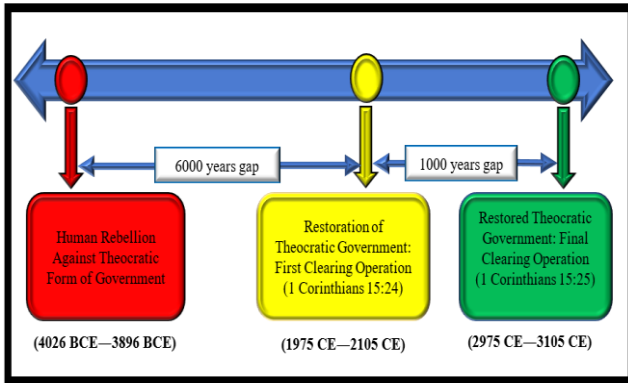 6000 years gap
1000 years gap
Human Rebellion
Against Theocratic
Form of Government
Restoration of
Theocratic Government:
First Clearing Operation
(1 Corinthians 15:24)
Restored Theocratic
Government: Final
Clearing Operation
(1 Corinthians 15:25)
(4026 BCE—3896 BCE)
(1975 CE—2105 CE)
(2975 CE—3105 CE)